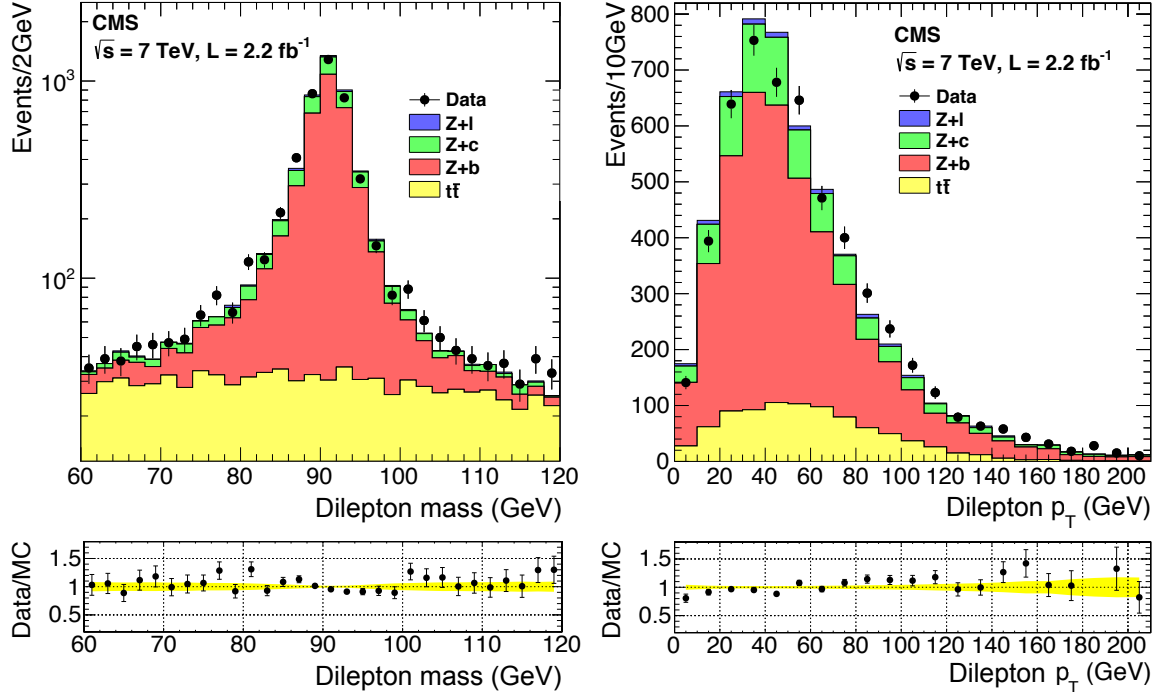 CMS
√s = 7 TeV, L = 2.2 fb⁻¹
Events/2GeV
10³
10²
Data
Z+l
Z+c
Z+b
tt̄
60 70 80 90 100 110 120
Dilepton mass (GeV)
Data/MC
1.5
1
0.5
60 70 80 90 100 110 120
Dilepton mass (GeV)
CMS
√s = 7 TeV, L = 2.2 fb⁻¹
Events/10GeV
800
700
600
500
400
300
200
100
0
Data
Z+l
Z+c
Z+b
tt̄
0 20 40 60 80 100 120 140 160 180 200
Dilepton p_T (GeV)
Data/MC
1.5
1
0.5
0 20 40 60 80 100 120 140 160 180 200
Dilepton p_T (GeV)